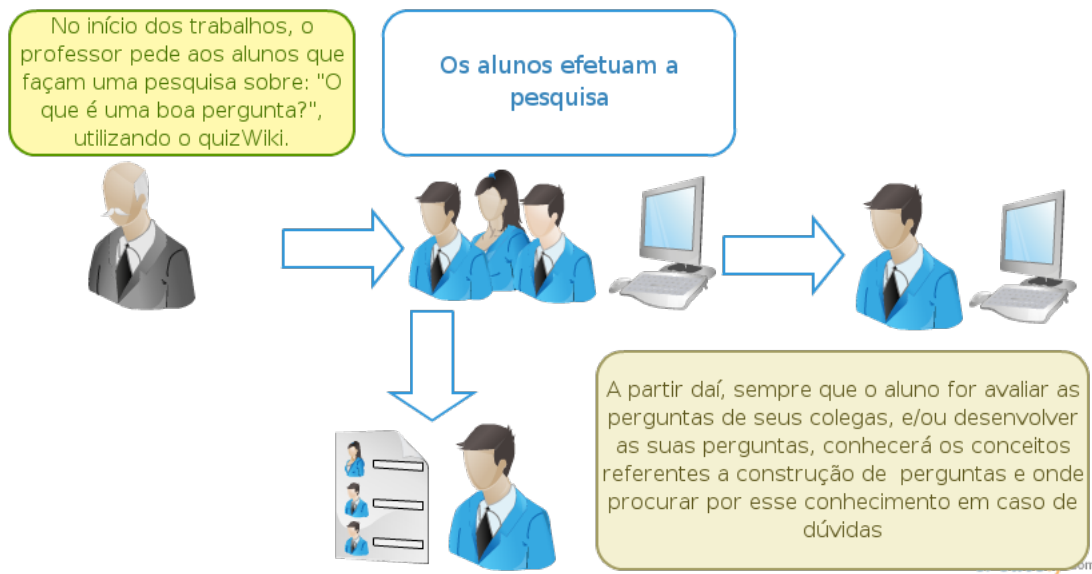 No início dos trabalhos, o
professor pede aos alunos que
façam uma pesquisa sobre: "O
que é uma boa pergunta?",
utilizando o quizWiki.
Os alunos efetuam a
pesquisa
A partir daí, sempre que o aluno for avaliar as
perguntas de seus colegas, e/ou desenvolver
as suas perguntas, conhecerá os conceitos
referentes a construção de perguntas e onde
procurar por esse conhecimento em caso de
dúvidas